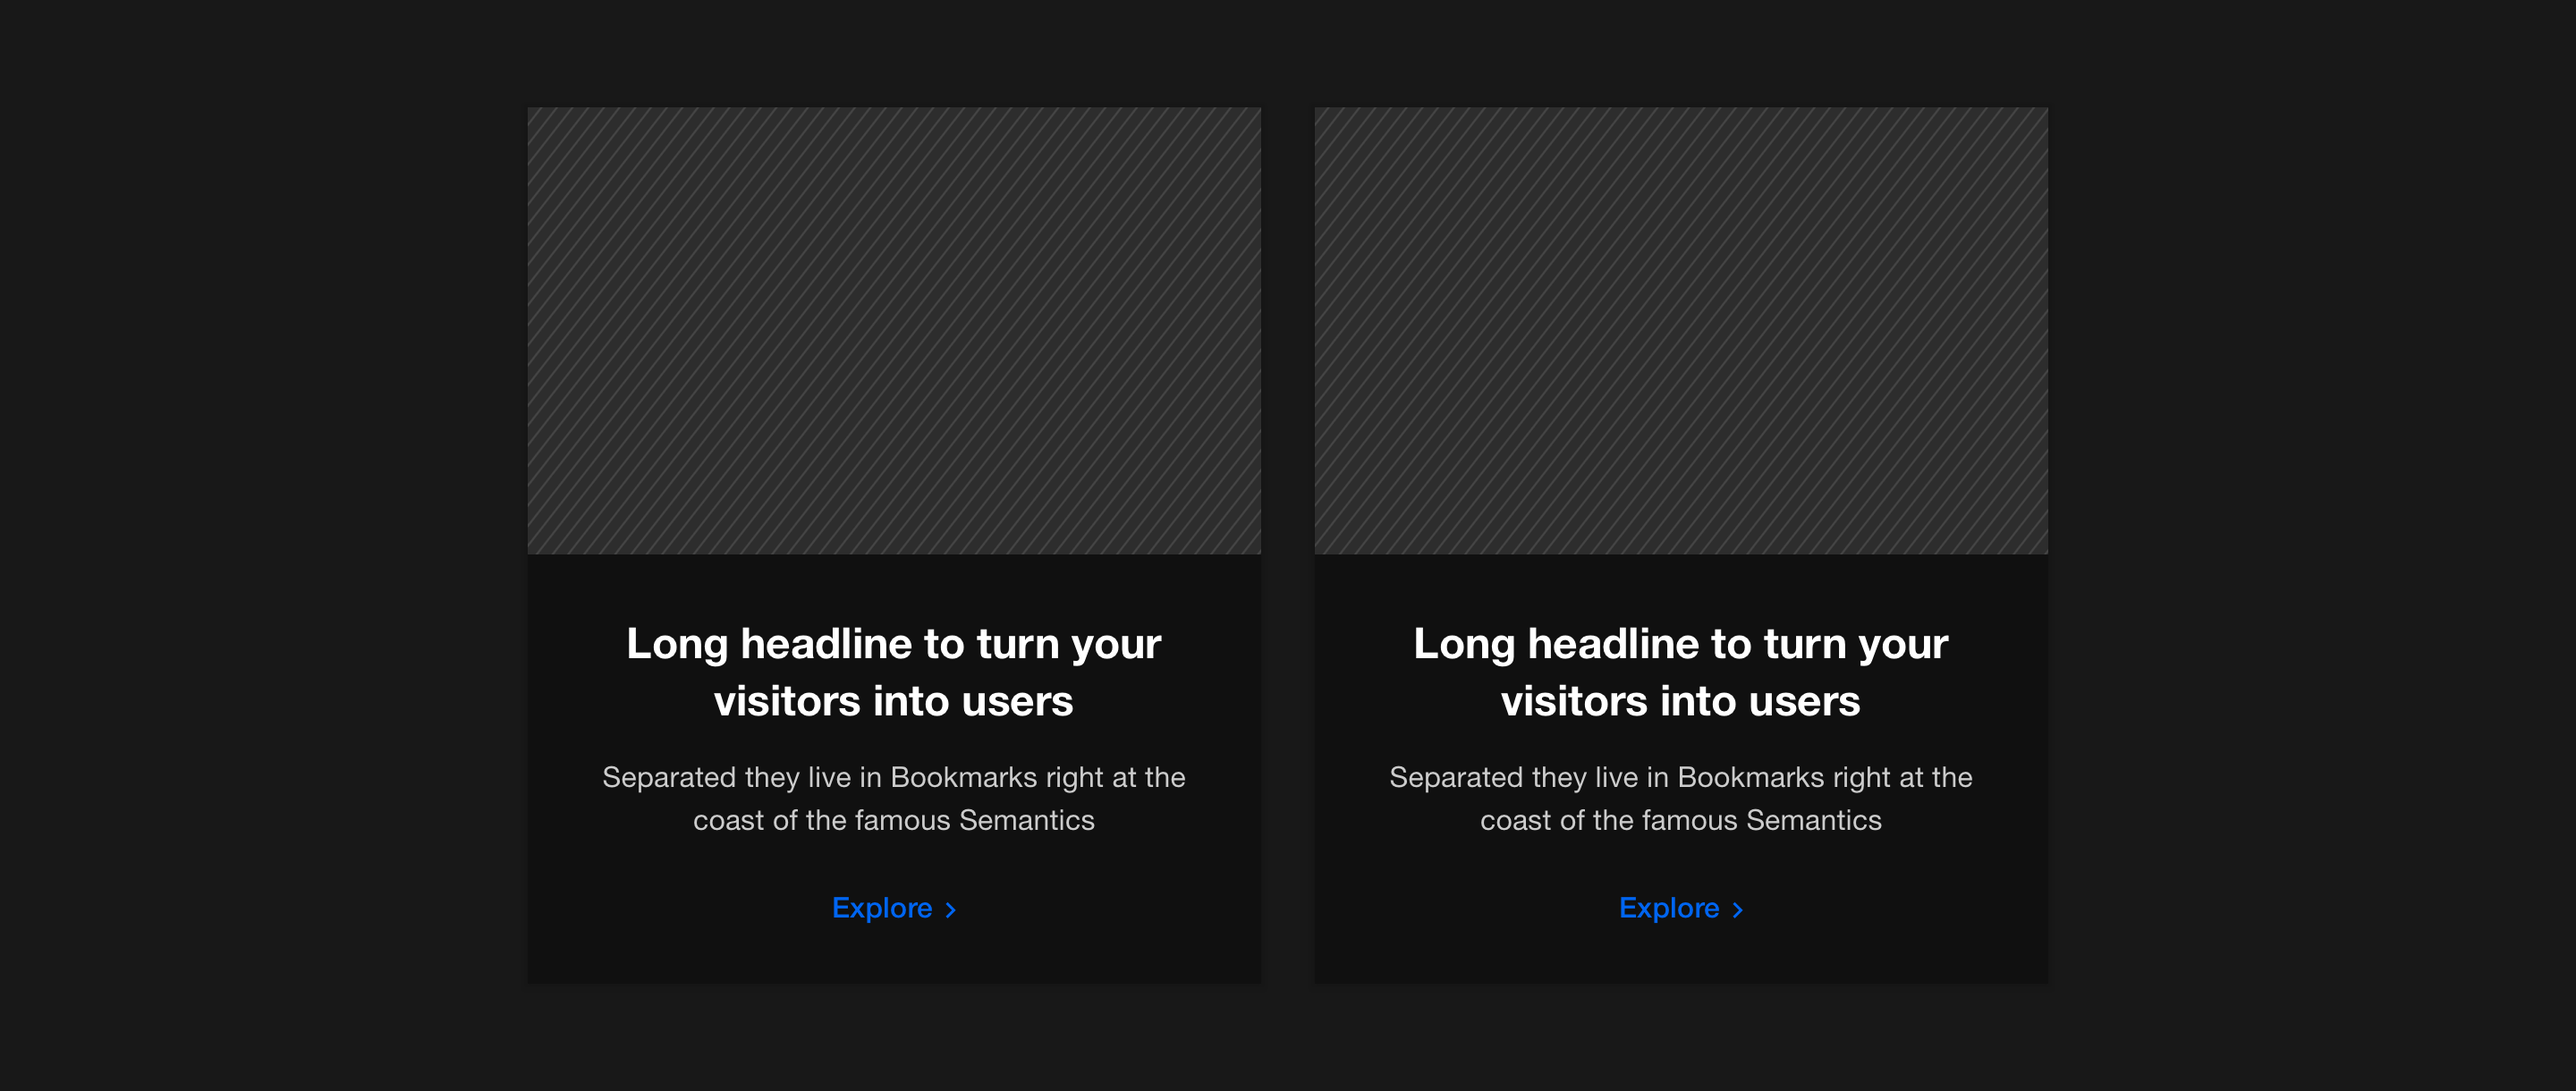 Long headline to turn your
visitors into users
Separated they live in Bookmarks right at the
coast of the famous Semantics
Explore
Long headline to turn your
visitors into users
Separated they live in Bookmarks right at the
coast of the famous Semantics
Explore